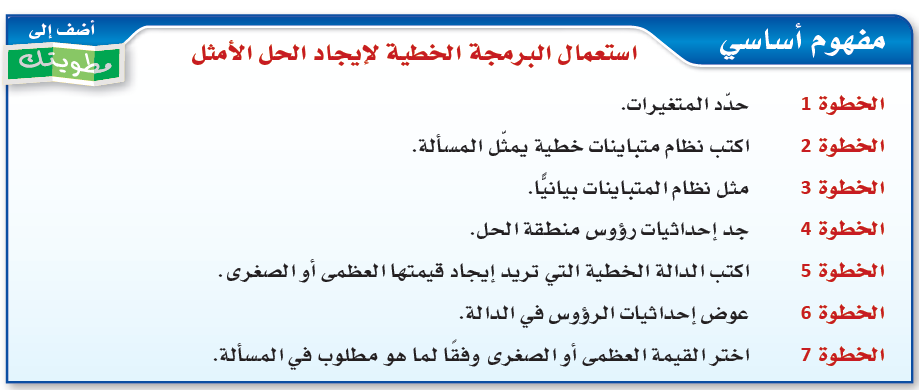 مفهوم أساسي
استعمال البرمجة الخطية لإيجاد الحل الأمثل
أضف إلى
مطويتك
الخطوة 1 حدّد المتغيرات.
الخطوة 2 اكتب نظام متباينات خطية يمثّل المسألة.
الخطوة 3 مثل نظام المتباينات بيانيًّا.
الخطوة 4 جد إحداثيات رؤوس منطقة الحل.
الخطوة 5 اكتب الدالة الخطية التي تريد إيجاد قيمتها العظمى أو الصغرى.
الخطوة 6 عوض إحداثيات الرؤوس في الدالة.
الخطوة 7 اختر القيمة العظمى أو الصغرى وفقًا لما هو مطلوب في المسألة.